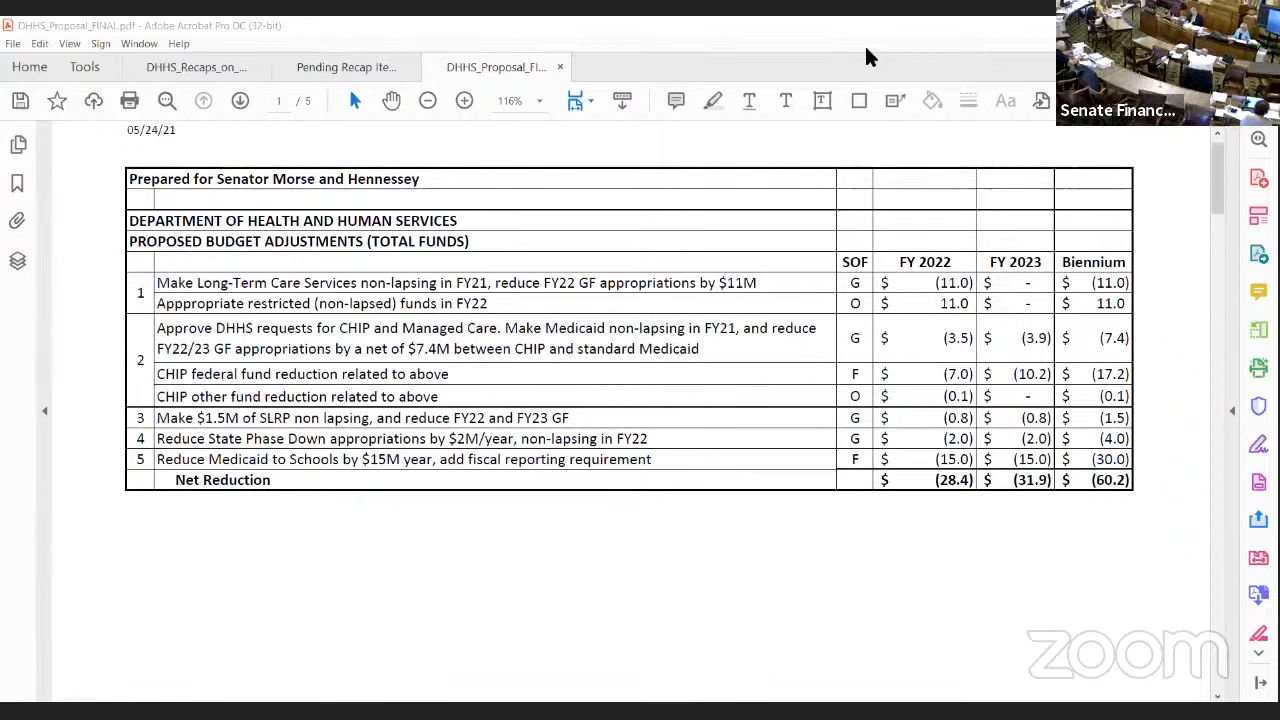 DHHS_Proposal_FINAL.pdf - Adobe Acrobat Pro DC (32-bit)
File Edit View Sign Window Help
Home Tools DHHS_Recaps_on_... Pending Recap Ite... DHHS_Proposal_FI... ×
1 / 5 116%
Senate Financ...
05/24/21
Prepared for Senator Morse and Hennessey
DEPARTMENT OF HEALTH AND HUMAN SERVICES
PROPOSED BUDGET ADJUSTMENTS (TOTAL FUNDS)
SOF FY 2022 FY 2023 Biennium
1 Make Long-Term Care Services non-lapsing in FY21, reduce FY22 GF appropriations by $11M G $ (11.0) $ - $ (11.0)
Apppropriate restricted (non-lapsed) funds in FY22 O $ 11.0 $ - $ 11.0
2 Approve DHHS requests for CHIP and Managed Care. Make Medicaid non-lapsing in FY21, and reduce
FY22/23 GF appropriations by a net of $7.4M between CHIP and standard Medicaid G $ (3.5) $ (3.9) $ (7.4)
CHIP federal fund reduction related to above F $ (7.0) $ (10.2) $ (17.2)
CHIP other fund reduction related to above O $ (0.1) $ - $ (0.1)
3 Make $1.5M of SLRP non lapsing, and reduce FY22 and FY23 GF G $ (0.8) $ (0.8) $ (1.5)
4 Reduce State Phase Down appropriations by $2M/year, non-lapsing in FY22 G $ (2.0) $ (2.0) $ (4.0)
5 Reduce Medicaid to Schools by $15M year, add fiscal reporting requirement F $ (15.0) $ (15.0) $ (30.0)
Net Reduction $ (28.4) $ (31.9) $ (60.2)
zoom